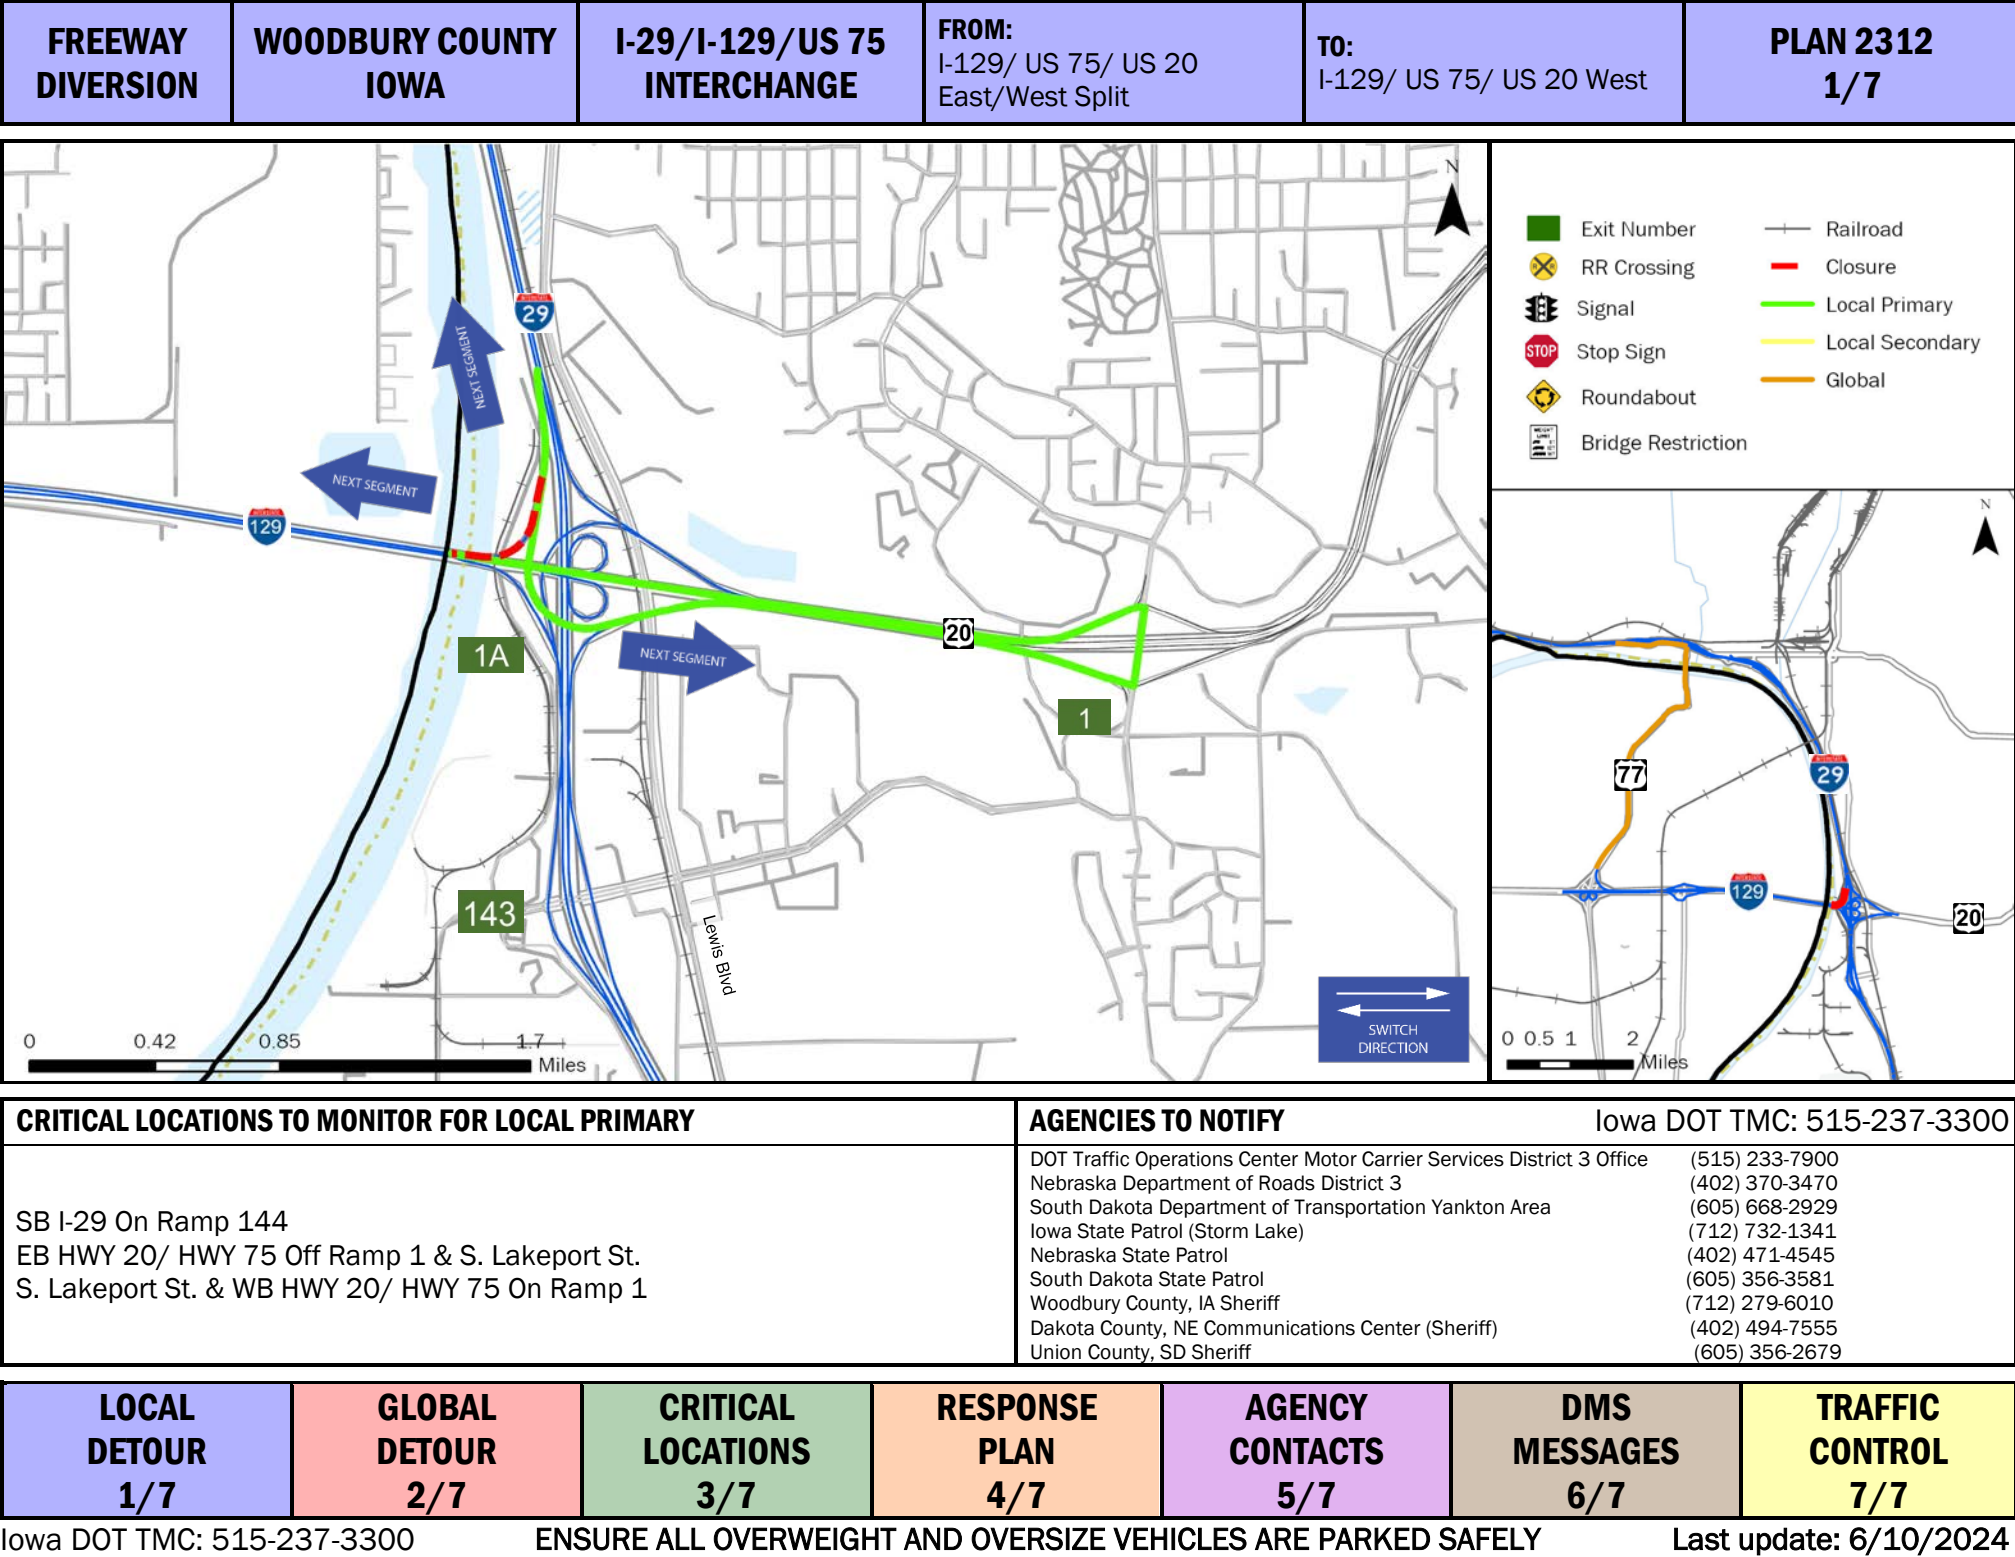 FREEWAY
DIVERSION
WOODBURY COUNTY
IOWA
I-29/I-129/US 75
INTERCHANGE
FROM:
I-129/ US 75/ US 20
East/West Split
TO:
I-129/ US 75/ US 20 West
PLAN 2312
1/7
N
INTERSTATE
29
NEXT SEGMENT
NEXT SEGMENT
INTERSTATE
129
20
1A
NEXT SEGMENT
1
143
Lewis Blvd
0 0.42 0.85 1.7
Miles
SWITCH
DIRECTION
Exit Number
RR Crossing
Signal
STOP
Stop Sign
Roundabout
WEIGHT
LIMIT
Bridge Restriction
Railroad
Closure
Local Primary
Local Secondary
Global
N
77
INTERSTATE
29
INTERSTATE
129
20
0 0.5 1 2
Miles
CRITICAL LOCATIONS TO MONITOR FOR LOCAL PRIMARY
SB I-29 On Ramp 144
EB HWY 20/ HWY 75 Off Ramp 1 & S. Lakeport St.
S. Lakeport St. & WB HWY 20/ HWY 75 On Ramp 1
AGENCIES TO NOTIFY Iowa DOT TMC: 515-237-3300
DOT Traffic Operations Center Motor Carrier Services District 3 Office (515) 233-7900
Nebraska Department of Roads District 3 (402) 370-3470
South Dakota Department of Transportation Yankton Area (605) 668-2929
Iowa State Patrol (Storm Lake) (712) 732-1341
Nebraska State Patrol (402) 471-4545
South Dakota State Patrol (605) 356-3581
Woodbury County, IA Sheriff (712) 279-6010
Dakota County, NE Communications Center (Sheriff) (402) 494-7555
Union County, SD Sheriff (605) 356-2679
LOCAL
DETOUR
1/7
GLOBAL
DETOUR
2/7
CRITICAL
LOCATIONS
3/7
RESPONSE
PLAN
4/7
AGENCY
CONTACTS
5/7
DMS
MESSAGES
6/7
TRAFFIC
CONTROL
7/7
Iowa DOT TMC: 515-237-3300 ENSURE ALL OVERWEIGHT AND OVERSIZE VEHICLES ARE PARKED SAFELY Last update: 6/10/2024